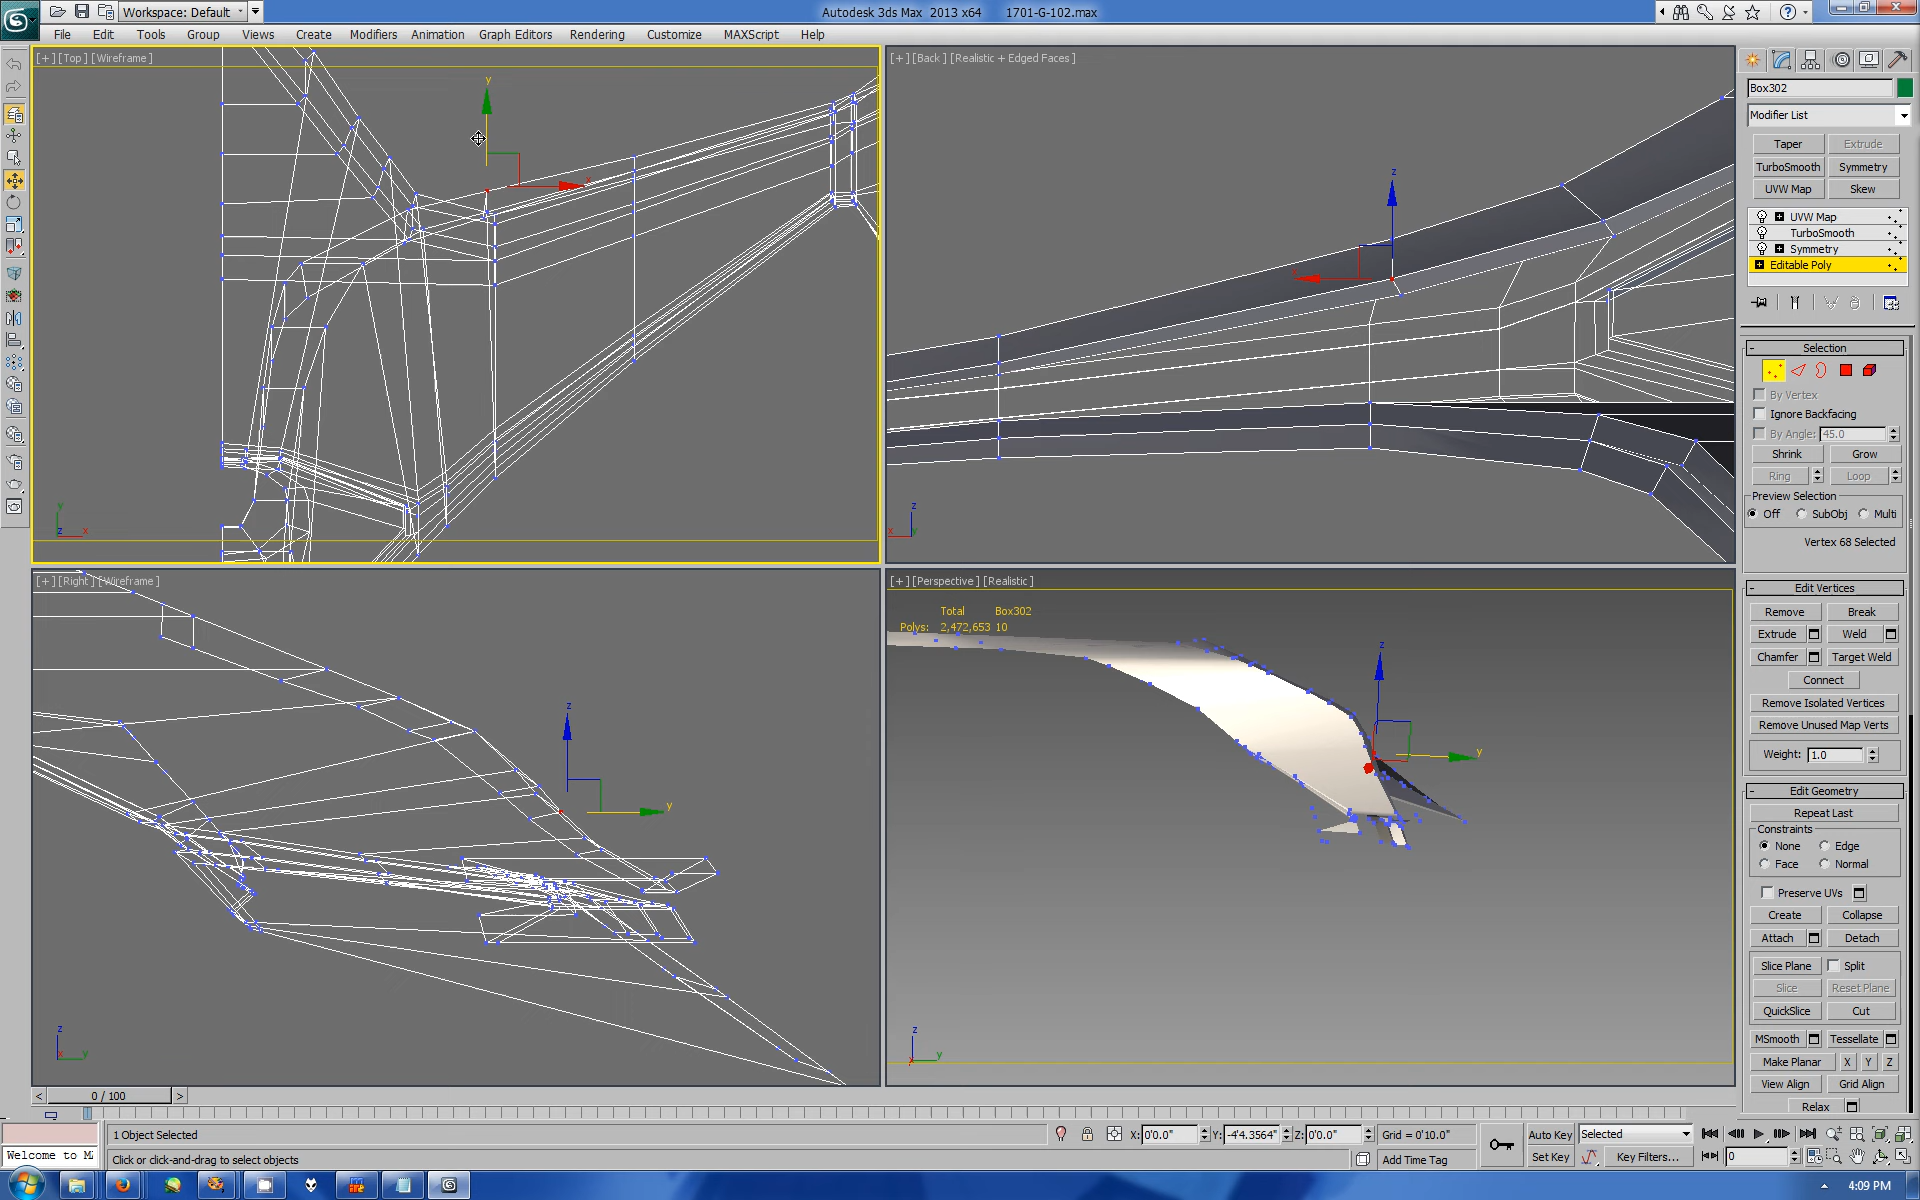 Workspace: Default
Autodesk 3ds Max 2013 x64 1701-G-102.max
File Edit Tools Group Views Create Modifiers Animation Graph Editors Rendering Customize MAXScript Help
[+] [Top] [Wireframe]
[+] [Back] [Realistic + Edged Faces]
[+] [Right] [Wireframe]
[+] [Perspective] [Realistic]
Total Box302
Polys: 2,472,653 10
Box302
Modifier List
Taper Extrude
TurboSmooth Symmetry
UVW Map Skew
UVW Map
TurboSmooth
Symmetry
Editable Poly
Selection
By Vertex
Ignore Backfacing
By Angle: 45.0
Shrink Grow
Ring Loop
Preview Selection
Off SubObj Multi
Vertex 68 Selected
Edit Vertices
Remove Break
Extrude Weld
Chamfer Target Weld
Connect
Remove Isolated Vertices
Remove Unused Map Verts
Weight: 1.0
Edit Geometry
Repeat Last
Constraints
None Edge
Face Normal
Preserve UVs
Create Collapse
Attach Detach
Slice Plane Split
Slice Reset Plane
QuickSlice Cut
MSmooth Tessellate
Make Planar X Y Z
View Align Grid Align
Relax
< 0 / 100 >
1 Object Selected X: 0'0.0" Y: -4'4.3564" Z: 0'0.0" Grid = 0'10.0" Auto Key Selected
Welcome to M Click or click-and-drag to select objects Add Time Tag Set Key Key Filters... 0
4:09 PM